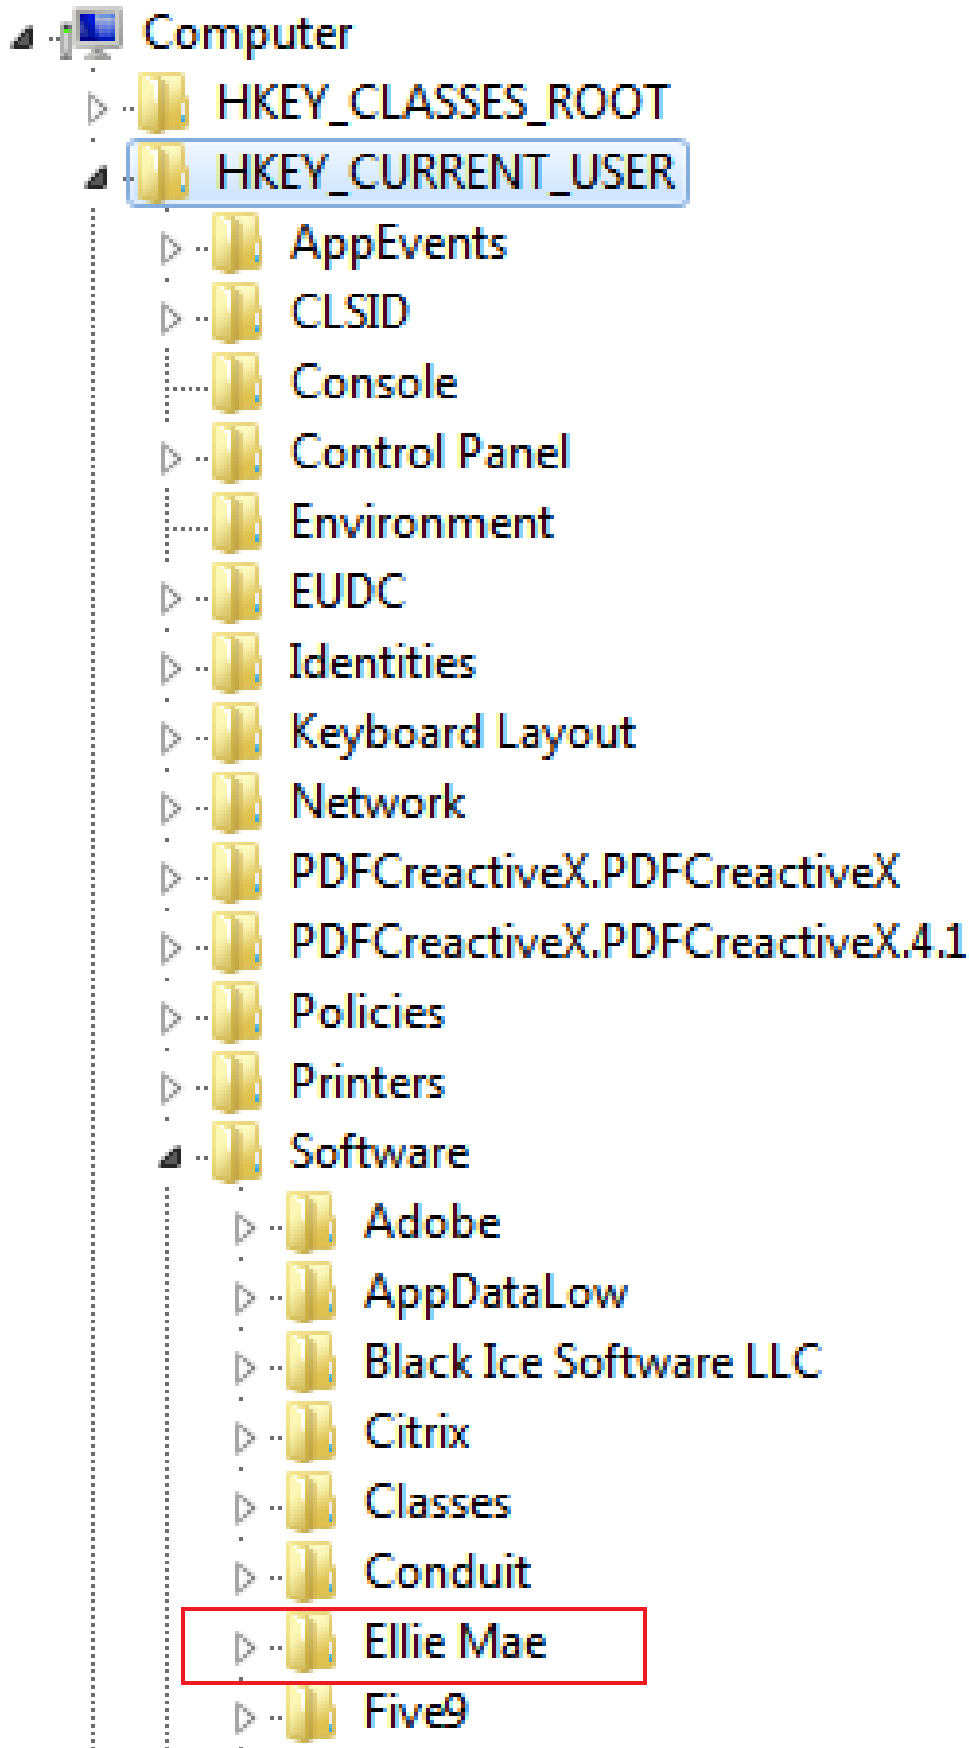 Computer
HKEY_CLASSES_ROOT
HKEY_CURRENT_USER
AppEvents
CLSID
Console
Control Panel
Environment
EUDC
Identities
Keyboard Layout
Network
PDFCreactiveX.PDFCreactiveX
PDFCreactiveX.PDFCreactiveX.4.1
Policies
Printers
Software
Adobe
AppDataLow
Black Ice Software LLC
Citrix
Classes
Conduit
Ellie Mae
Five9